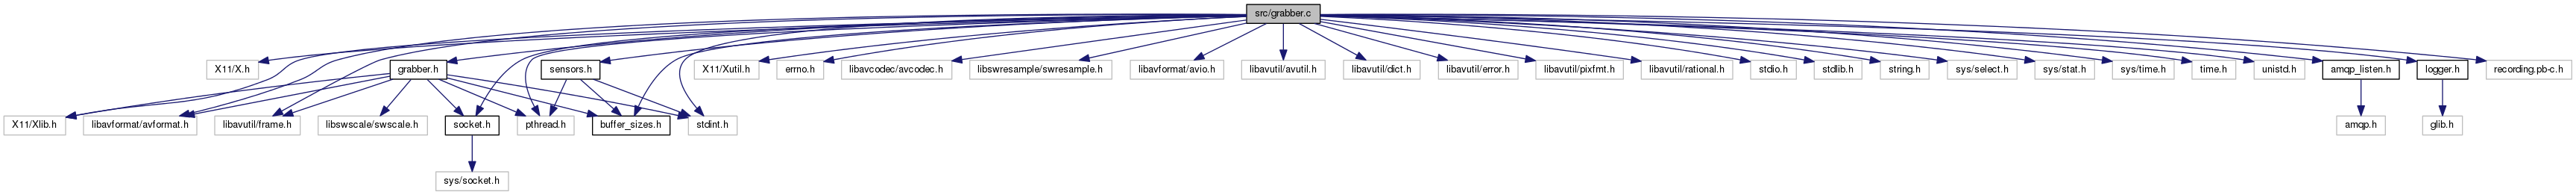 src/grabber.c
X11/X.h
grabber.h
sensors.h
X11/Xutil.h
errno.h
libavcodec/avcodec.h
libswresample/swresample.h
libavformat/avio.h
libavutil/avutil.h
libavutil/dict.h
libavutil/error.h
libavutil/pixfmt.h
libavutil/rational.h
stdio.h
stdlib.h
string.h
sys/select.h
sys/stat.h
sys/time.h
time.h
unistd.h
amqp_listen.h
logger.h
recording.pb-c.h
X11/Xlib.h
libavformat/avformat.h
libavutil/frame.h
libswscale/swscale.h
socket.h
pthread.h
buffer_sizes.h
stdint.h
amqp.h
glib.h
sys/socket.h